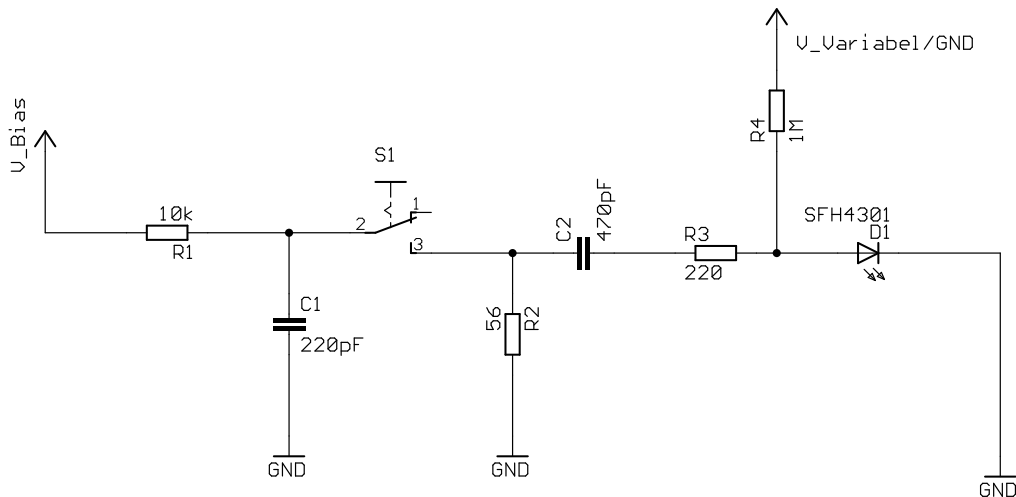 V_Variabel/GND
V_Bias
R4
1M
S1
10k
R1
2
1
3
C2
470pF
R3
220
SFH4301
D1
C1
220pF
56
R2
GND
GND
GND